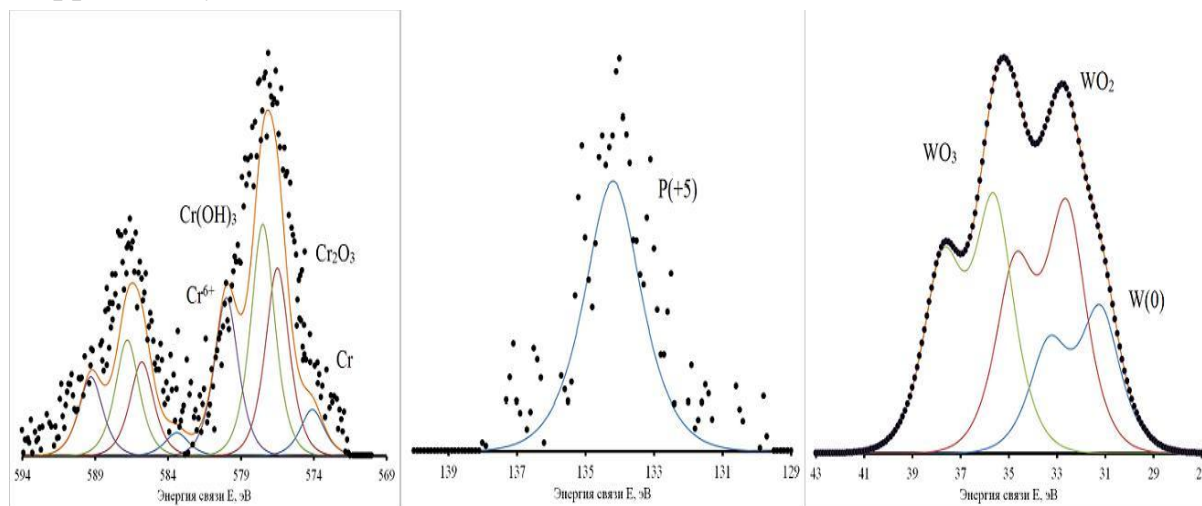 Cr(OH)₃
Cr⁶⁺
Cr₂O₃
Cr
594 589 584 579 574 569
Энергия связи Е, эВ
P(+5)
139 137 135 133 131 129
Энергия связи Е, эВ
WO₃
WO₂
W(0)
43 41 39 37 35 33 31 29
Энергия связи Е, эВ